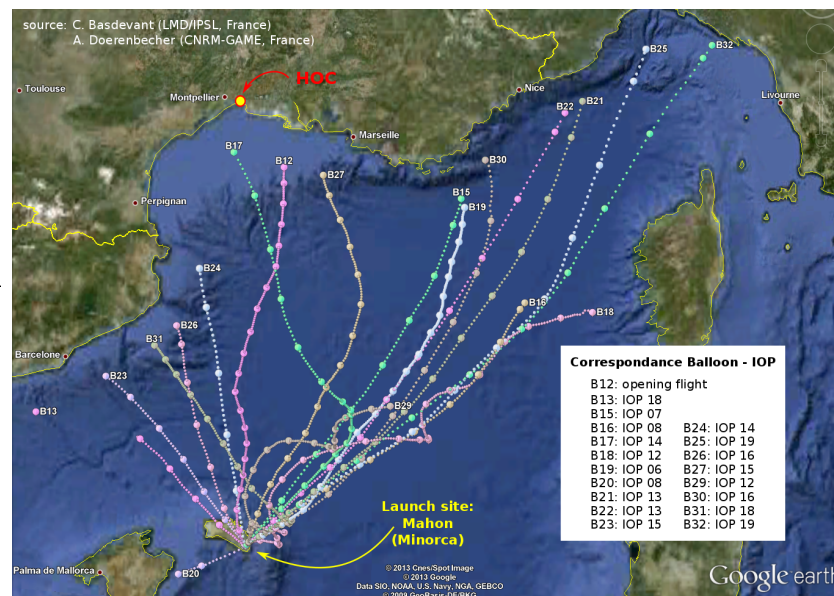 source: C. Basdevant (LMD/IPSL, France)
A. Doerenbecher (CNRM-GAME, France)
HOC
Toulouse
Montpellier
Nice
B25
B32
Livourne
B22
B21
Marseille
B17
B12
B27
B30
Perpignan
B15
B19
B24
B16
B18
B26
B31
Barcelone
B23
B13
B29
Correspondance Balloon - IOP
B12: opening flight
B13: IOP 18
B15: IOP 07
B16: IOP 08 B24: IOP 14
B17: IOP 14 B25: IOP 19
B18: IOP 12 B26: IOP 16
B19: IOP 06 B27: IOP 15
B20: IOP 08 B29: IOP 12
B21: IOP 13 B30: IOP 16
B22: IOP 13 B31: IOP 18
B23: IOP 15 B32: IOP 19
Launch site:
Mahon
(Minorca)
Palma de Mallorca
B20
© 2013 Cnes/Spot Image
© 2013 Google
Data SIO, NOAA, U.S. Navy, NGA, GEBCO
© 2009 GeoBasis-DE/BKG
Google earth